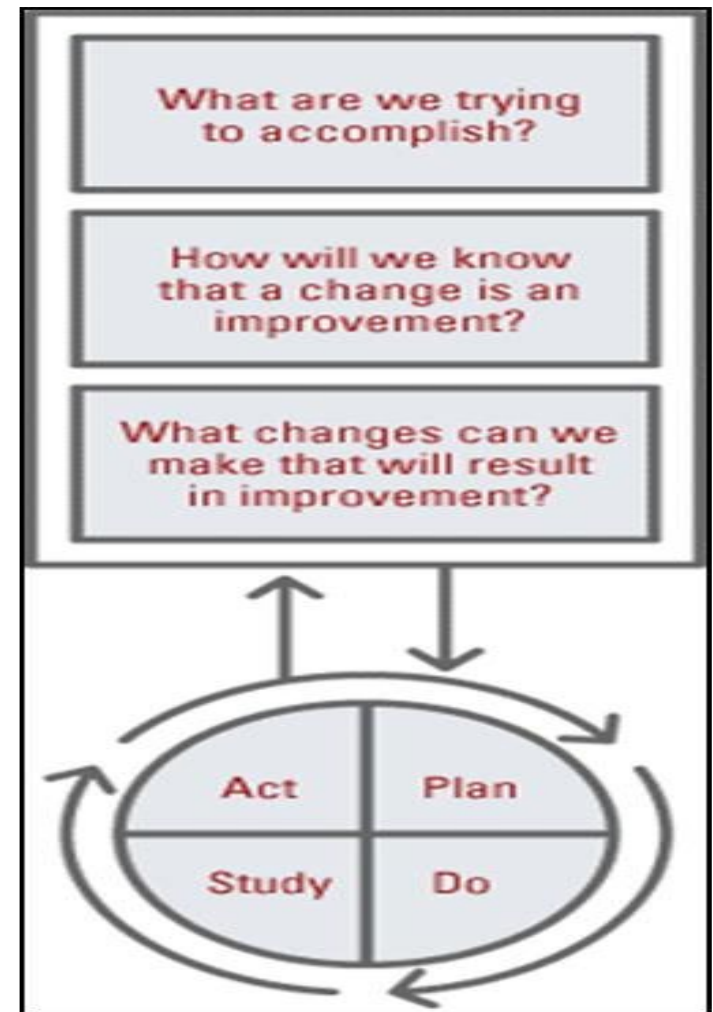 What are we trying
to accomplish?
How will we know
that a change is an
improvement?
What changes can we
make that will result
in improvement?
Act
Plan
Study
Do